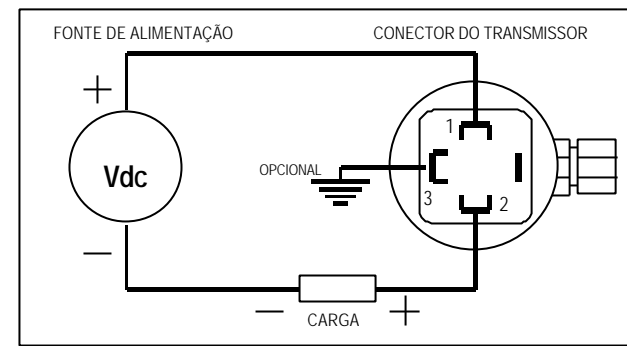 FONTE DE ALIMENTAÇÃO
CONECTOR DO TRANSMISSOR
+
1
Vdc
OPCIONAL
3
2
—
— +
CARGA